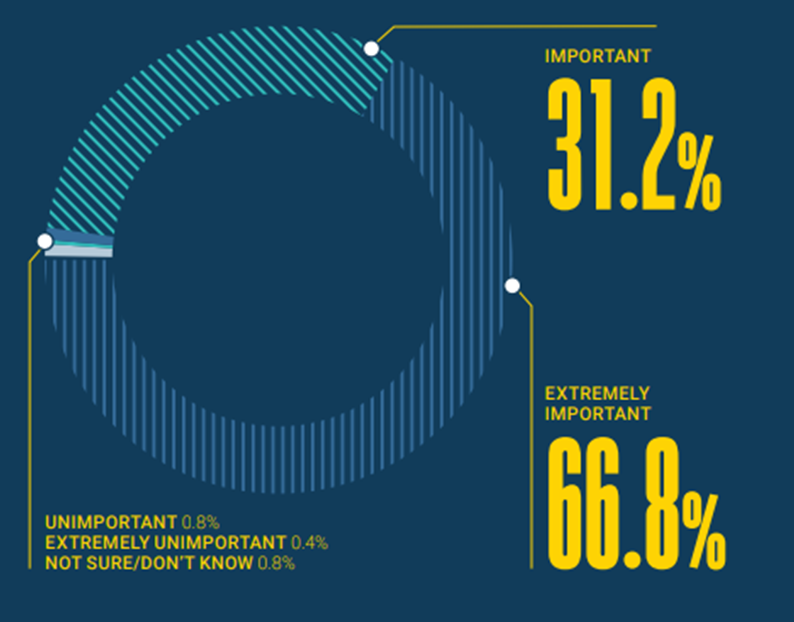 IMPORTANT
31.2%
EXTREMELY
IMPORTANT
66.8%
UNIMPORTANT 0.8%
EXTREMELY UNIMPORTANT 0.4%
NOT SURE/DON'T KNOW 0.8%